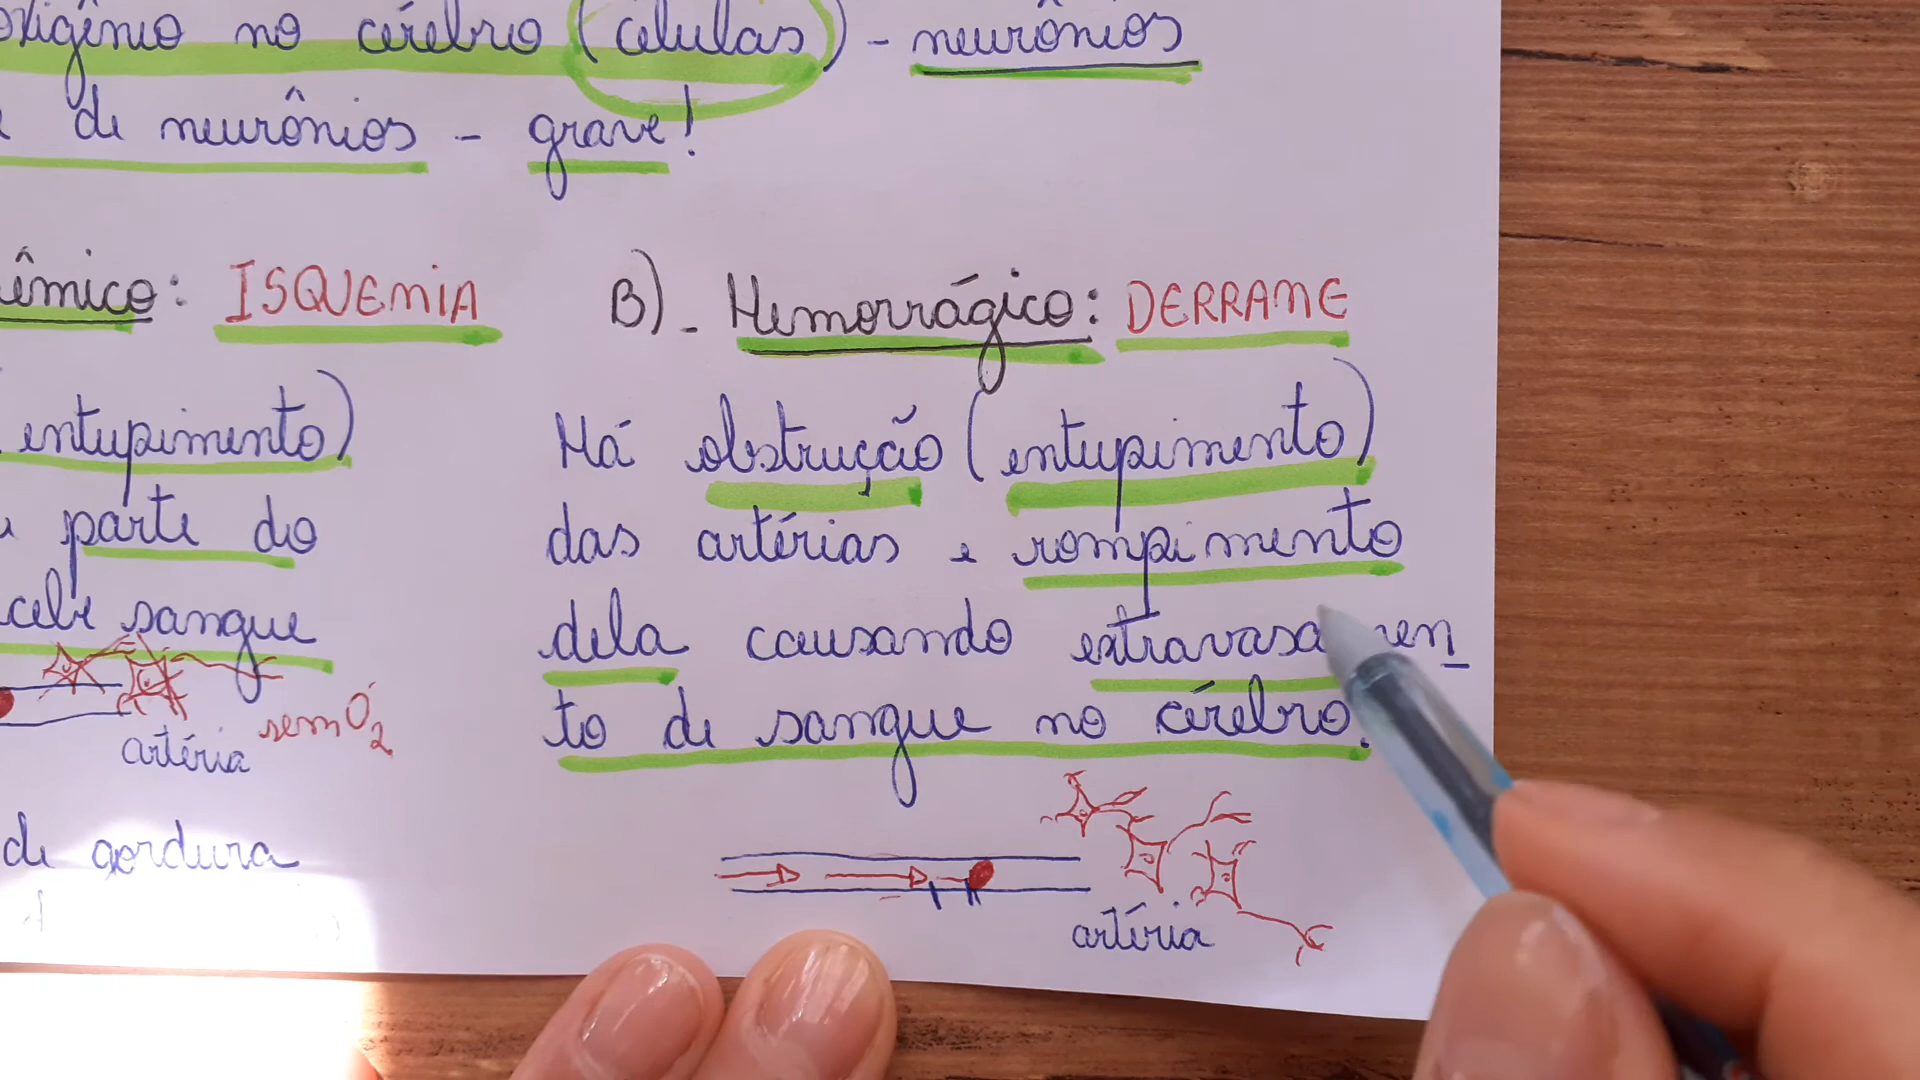 oxigênio no cérebro (células) - neurônios
de neurônios - grave!
êmico: ISQUEMIA
entupimento)
parte do
cebe sangue
sem O2
artéria
de gordura
B)- Hemorrágico: DERRAME
Há obstrução (entupimento)
das artérias e rompimento
dela causando extravasamen
to de sangue no cérebro.
artéria